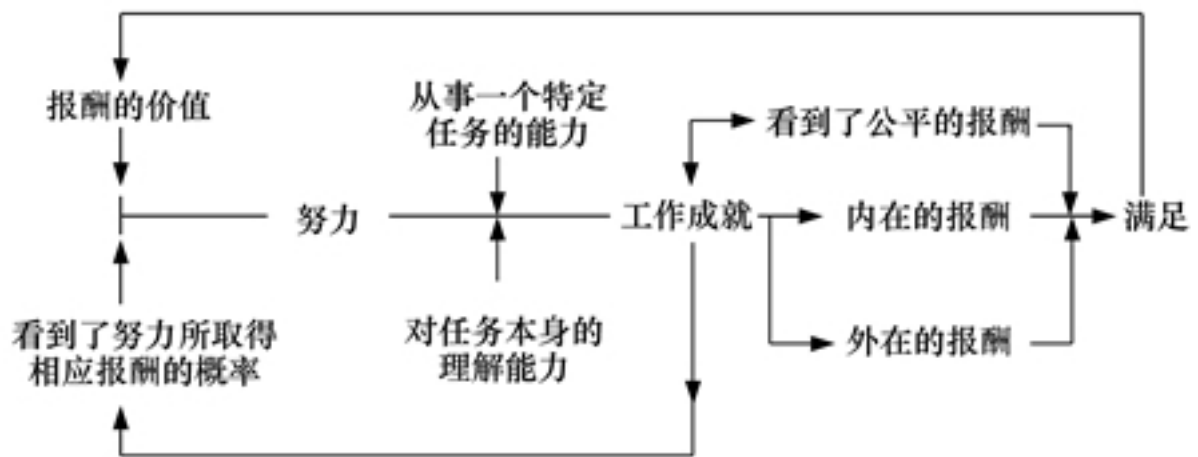 报酬的价值
从事一个特定
任务的能力
看到了公平的报酬
努力
工作成就
内在的报酬
满足
看到了努力所取得
相应报酬的概率
对任务本身的
理解能力
外在的报酬